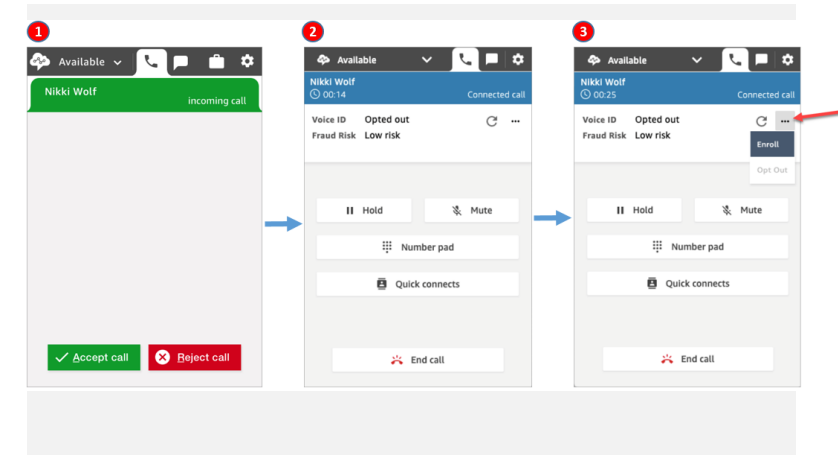 1
Available
Nikki Wolf
incoming call
Accept call
Reject call
2
Available
Nikki Wolf
00:14 Connected call
Voice ID Opted out
Fraud Risk Low risk
Hold Mute
Number pad
Quick connects
End call
3
Available
Nikki Wolf
00:25 Connected call
Voice ID Opted out
Fraud Risk Low risk
Enroll
Opt Out
Hold Mute
Number pad
Quick connects
End call